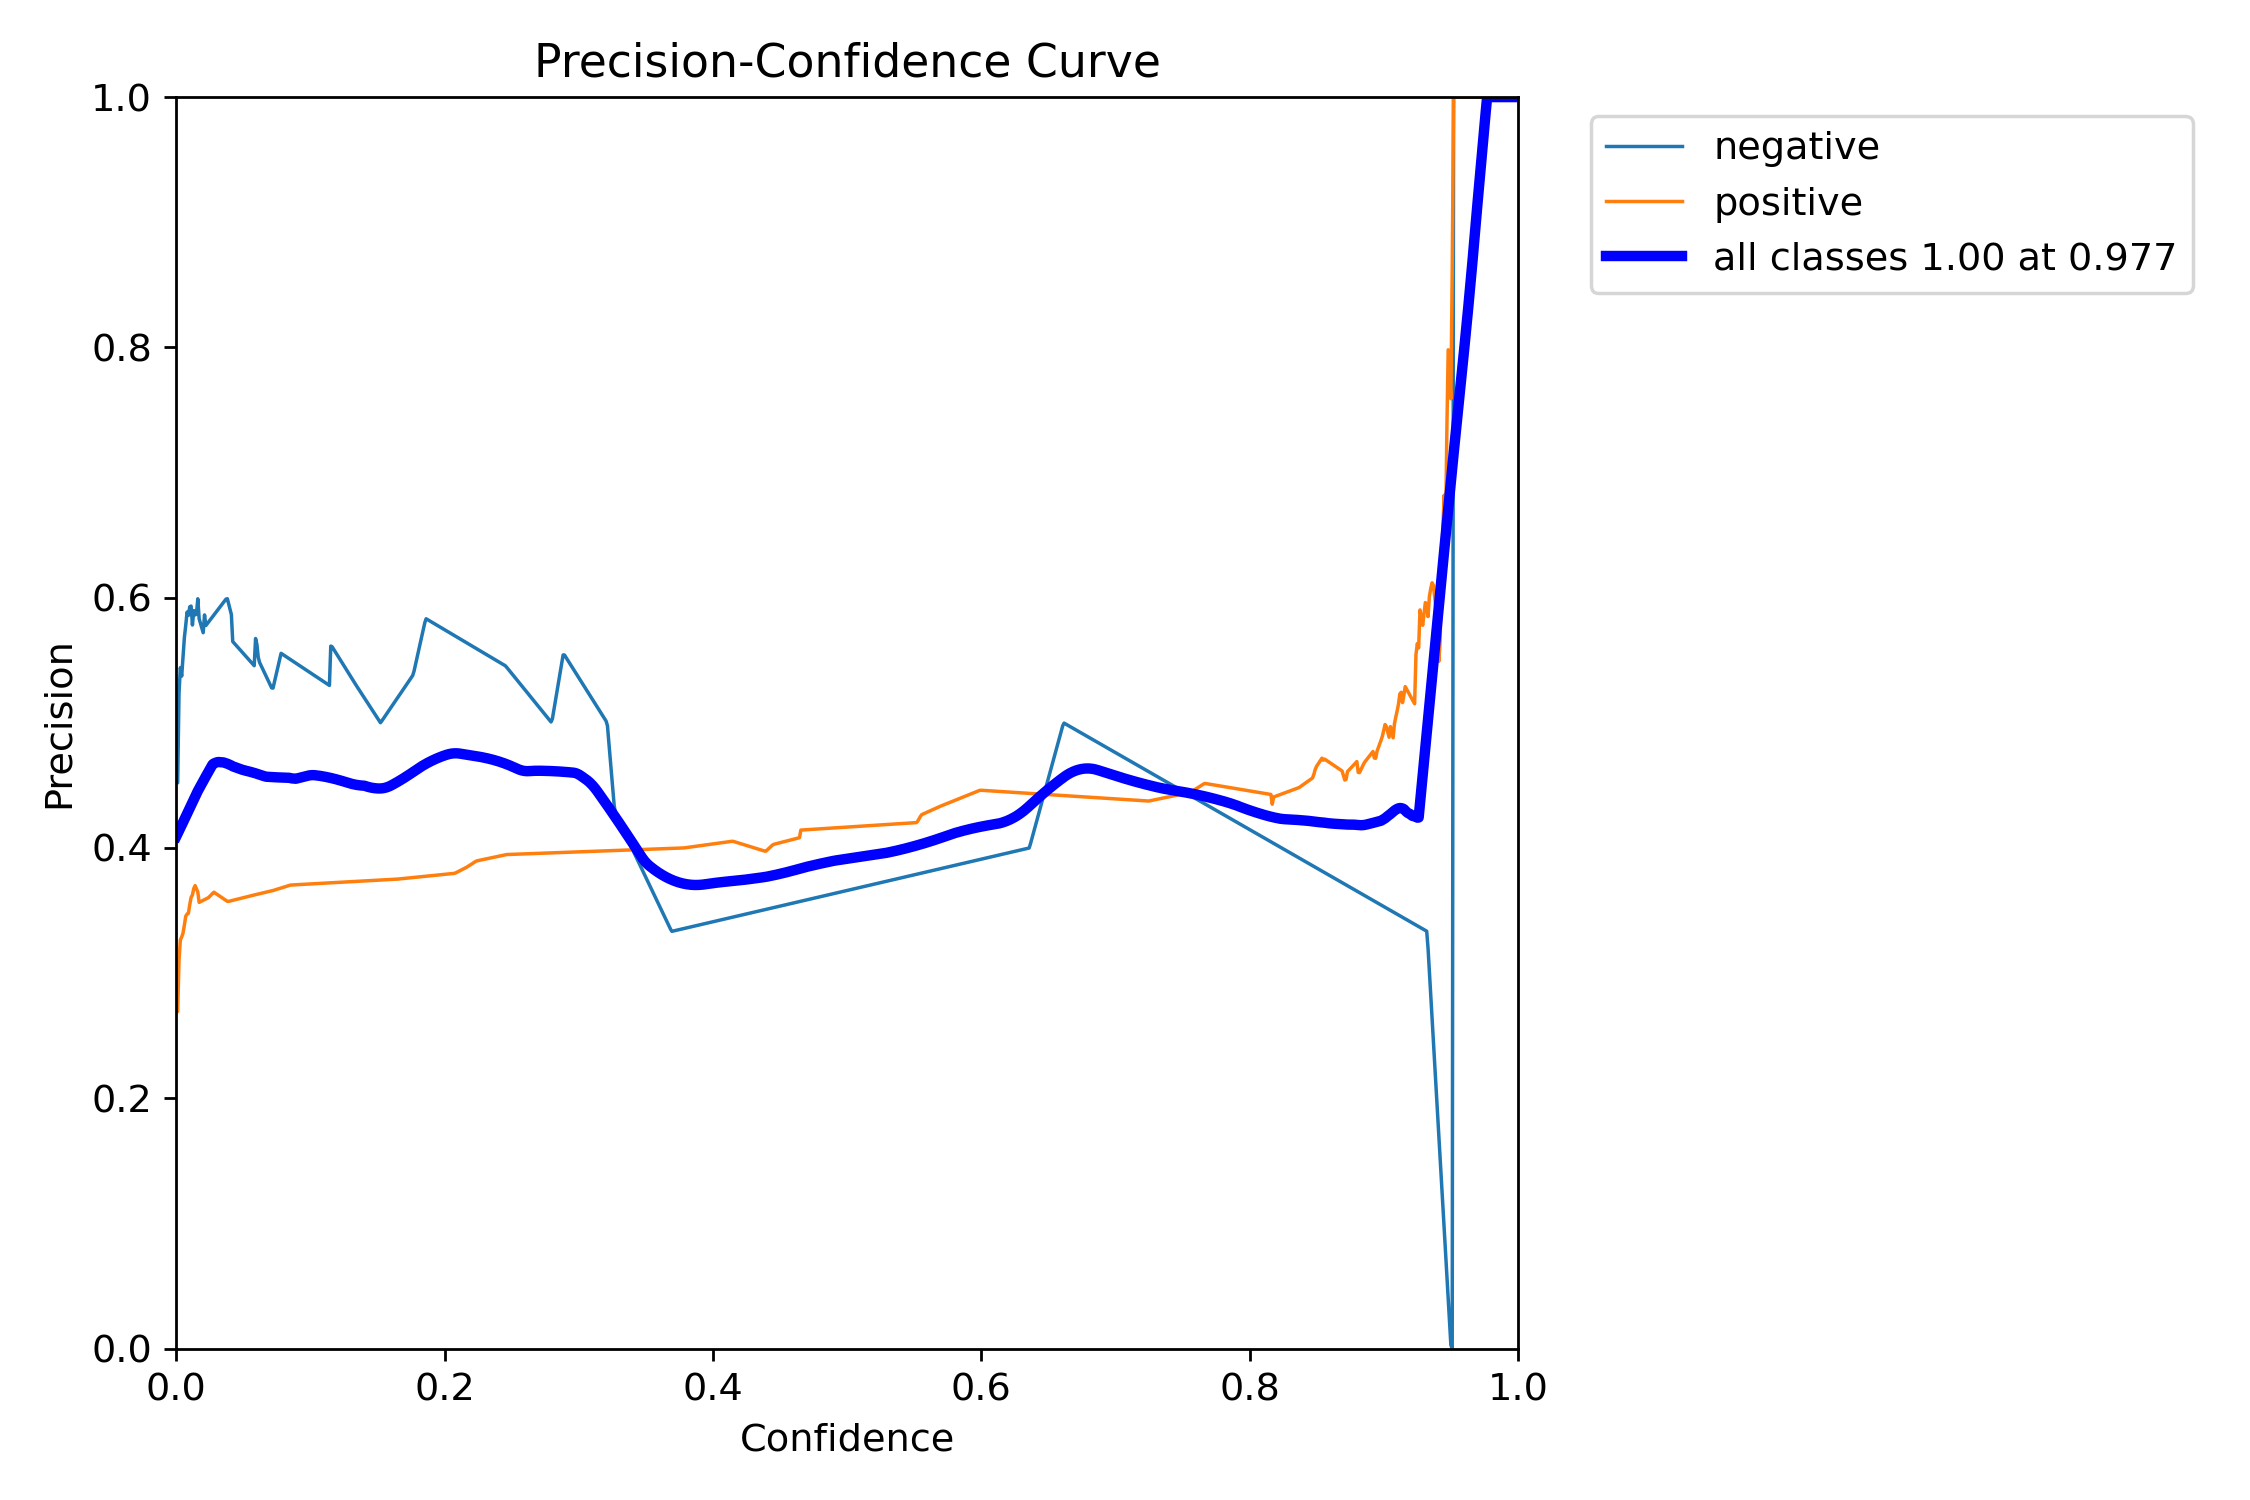 Precision-Confidence Curve
1.0
0.8
0.6
0.4
0.2
0.0
Precision
0.0 0.2 0.4 0.6 0.8 1.0
Confidence
negative
positive
all classes 1.00 at 0.977